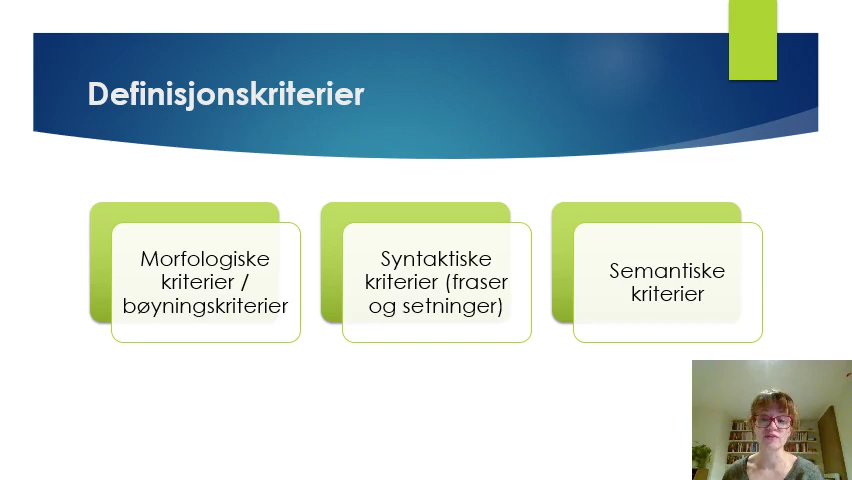 Definisjonskriterier
Morfologiske
kriterier /
bøyningskriterier
Syntaktiske
kriterier (fraser
og setninger)
Semantiske
kriterier